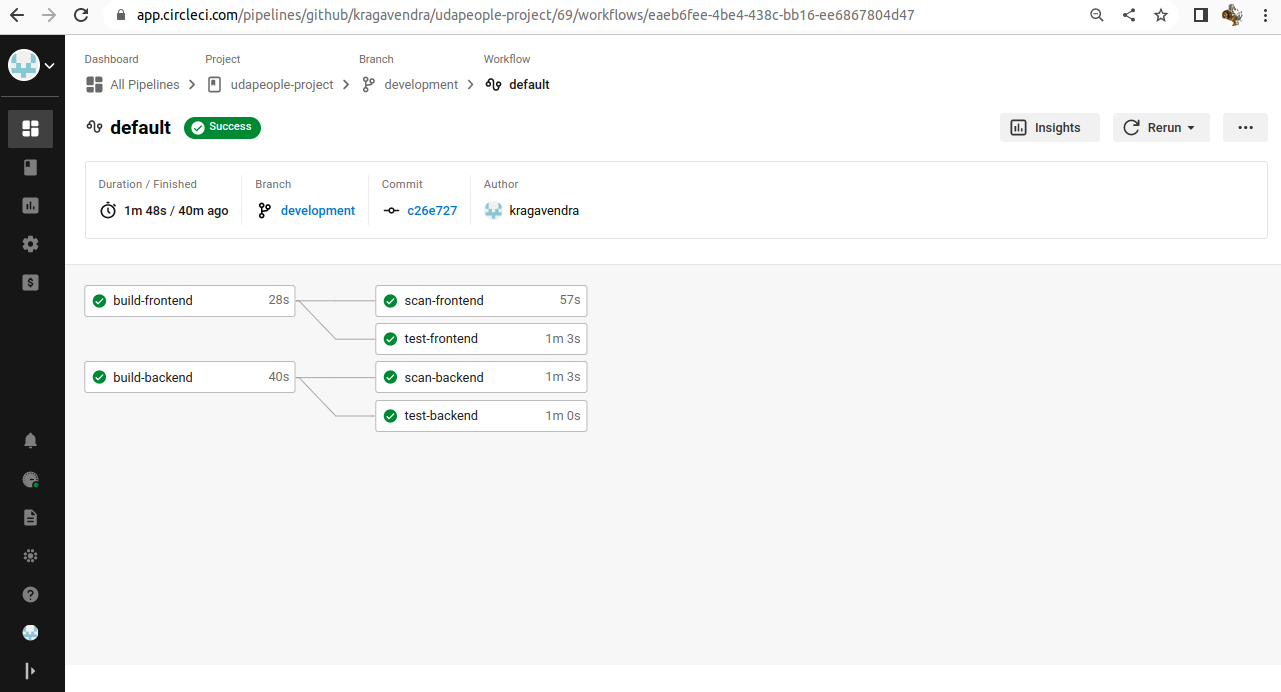 app.circleci.com/pipelines/github/kragavendra/udapeople-project/69/workflows/eaeb6fee-4be4-438c-bb16-ee6867804d47
Dashboard Project Branch Workflow
All Pipelines udapeople-project development default
default Success Insights Rerun
Duration / Finished Branch Commit Author
1m 48s / 40m ago development c26e727 kragavendra
build-frontend 28s scan-frontend 57s
test-frontend 1m 3s
build-backend 40s scan-backend 1m 3s
test-backend 1m 0s